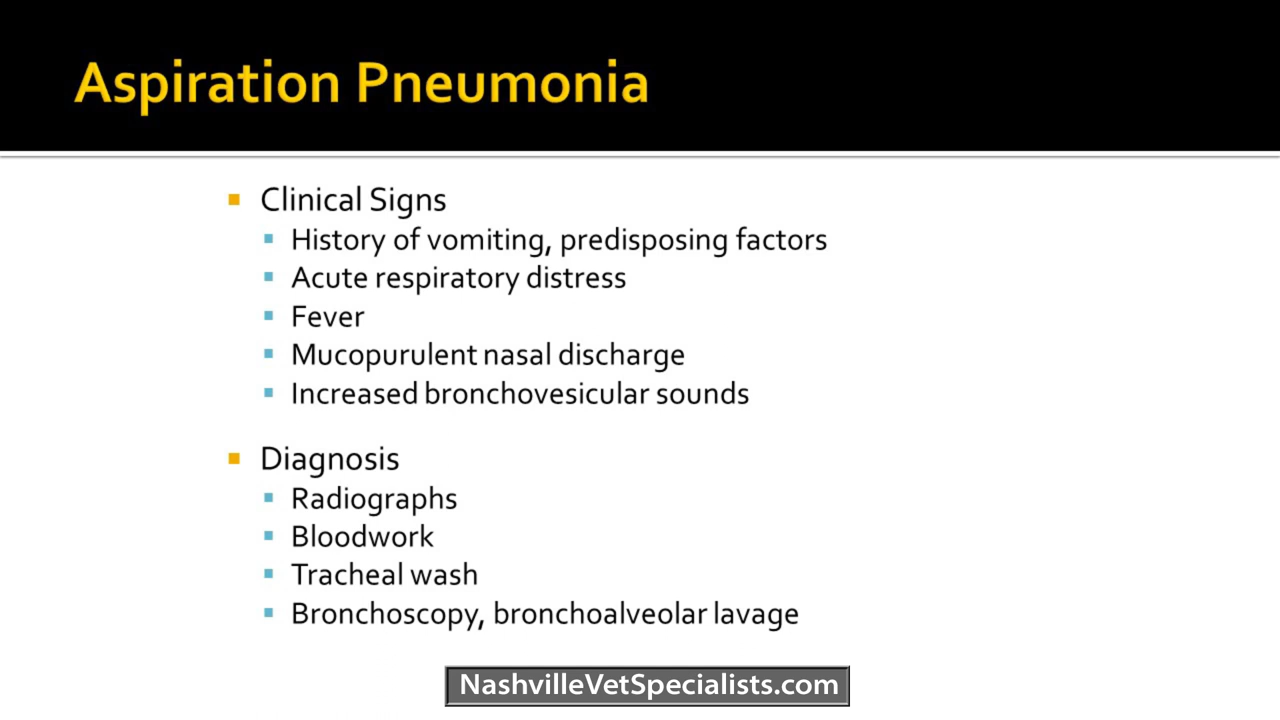 Aspiration Pneumonia
Clinical Signs
History of vomiting, predisposing factors
Acute respiratory distress
Fever
Mucopurulent nasal discharge
Increased bronchovesicular sounds
Diagnosis
Radiographs
Bloodwork
Tracheal wash
Bronchoscopy, bronchoalveolar lavage
NashvilleVetSpecialists.com